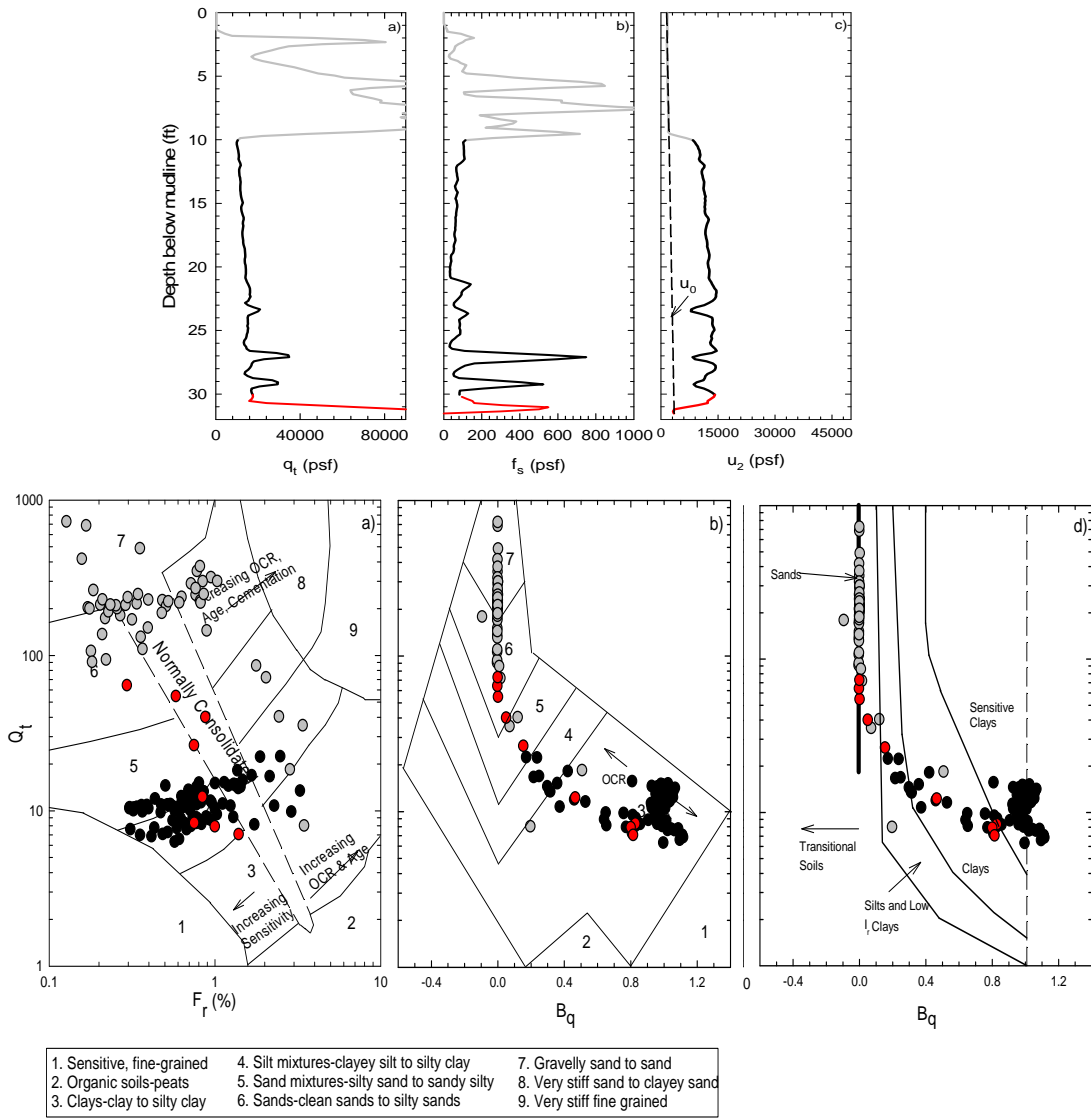 a)
b)
c)
0
5
10
15
20
25
30
Depth below mudline (ft)
u0
0 40000 80000
0 200 400 600 800 1000
0 15000 30000 45000
qt (psf)
fs (psf)
u2 (psf)
a)
b)
d)
1000
100
10
1
Qt
7
8
9
6
5
3
1
2
Increasing OCR,
Age, Cementation
Normally Consolidated
Increasing
OCR & Age
Increasing
Sensitivity
0.1 1 10
Fr (%)
7
6
5
4
OCR
3
2
1
-0.4 0.0 0.4 0.8 1.2
Bq
0
Sands
Sensitive
Clays
Transitional
Soils
Clays
Silts and Low
Ir Clays
-0.4 0.0 0.4 0.8 1.2
Bq
1. Sensitive, fine-grained
2. Organic soils-peats
3. Clays-clay to silty clay
4. Silt mixtures-clayey silt to silty clay
5. Sand mixtures-silty sand to sandy silty
6. Sands-clean sands to silty sands
7. Gravelly sand to sand
8. Very stiff sand to clayey sand
9. Very stiff fine grained